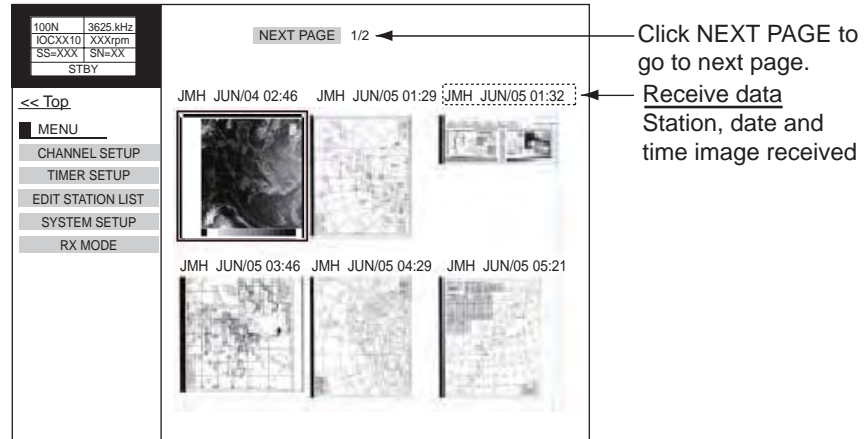 100N 3625.kHz
IOCXX10 XXXrpm
SS=XXX SN=XX
STBY
<< Top
MENU
CHANNEL SETUP
TIMER SETUP
EDIT STATION LIST
SYSTEM SETUP
RX MODE
NEXT PAGE 1/2
JMH JUN/04 02:46 JMH JUN/05 01:29 JMH JUN/05 01:32
JMH JUN/05 03:46 JMH JUN/05 04:29 JMH JUN/05 05:21
Click NEXT PAGE to
go to next page.
Receive data
Station, date and
time image received